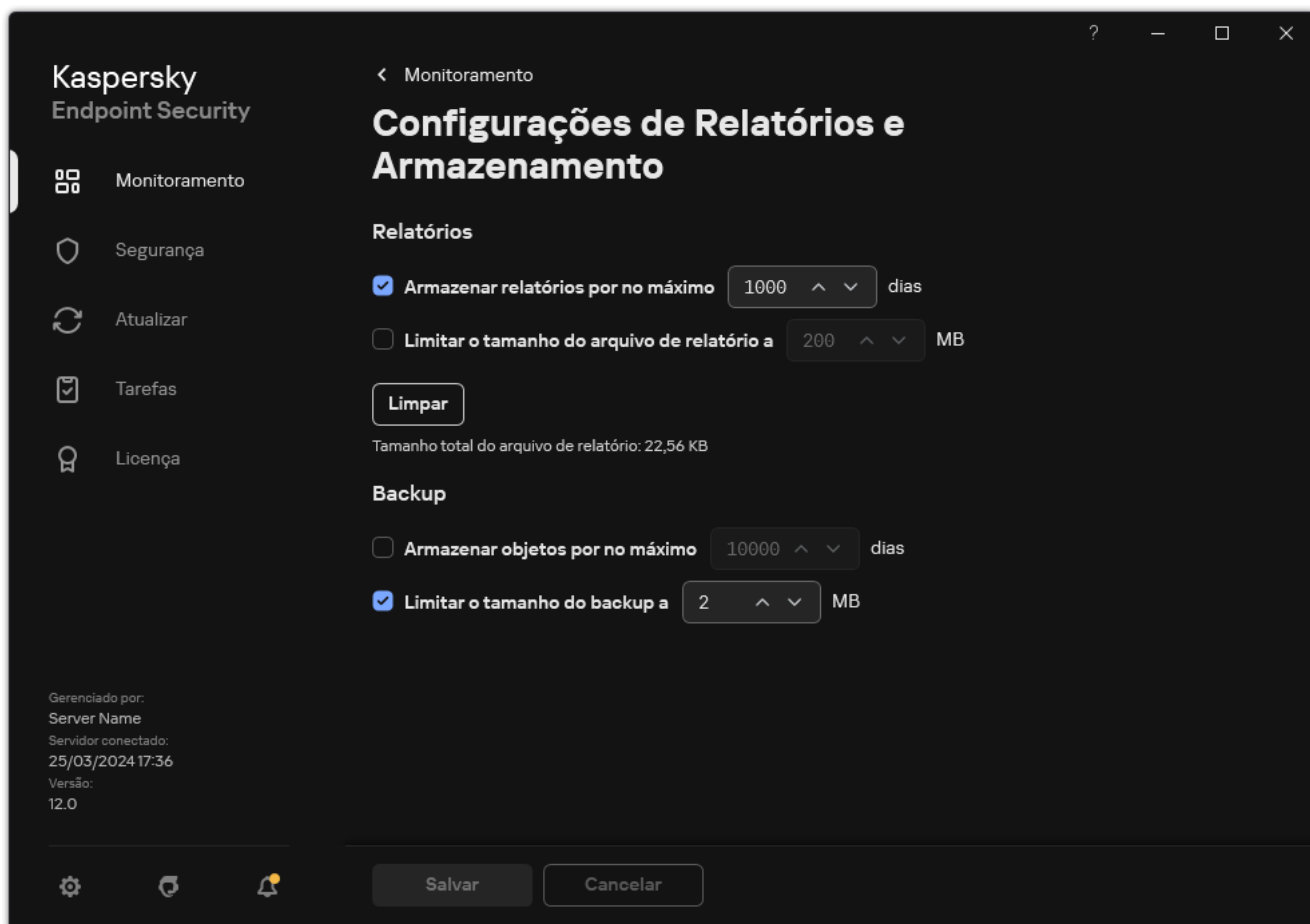 ?
Kaspersky
Endpoint Security
Monitoramento
Segurança
Atualizar
Tarefas
Licença
Gerenciado por:
Server Name
Servidor conectado:
25/03/2024 17:36
Versão:
12.0
Monitoramento
Configurações de Relatórios e
Armazenamento
Relatórios
Armazenar relatórios por no máximo 1000 dias
Limitar o tamanho do arquivo de relatório a 200 MB
Limpar
Tamanho total do arquivo de relatório: 22,56 KB
Backup
Armazenar objetos por no máximo 10000 dias
Limitar o tamanho do backup a 2 MB
Salvar Cancelar